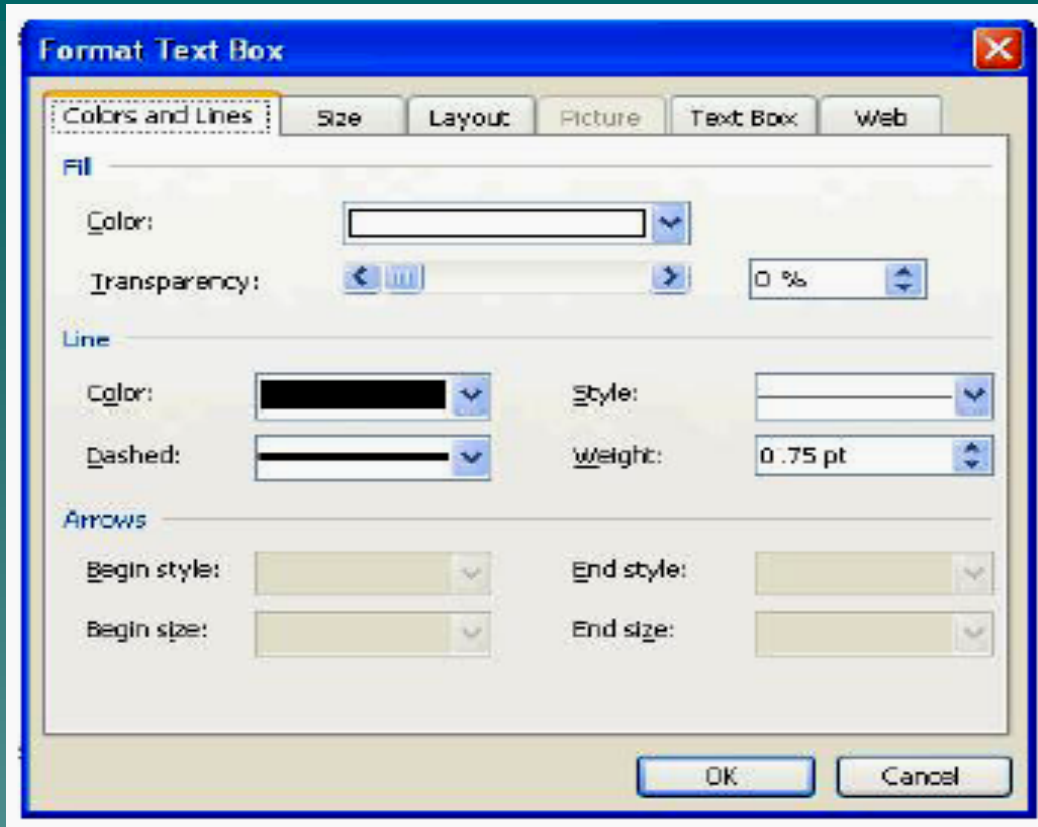 Format Text Box
Colors and Lines Size Layout Picture Text Box Web
Fill
Color:
Transparency: 0 %
Line
Color: Style:
Dashed: Weight: 0.75 pt
Arrows
Begin style: End style:
Begin size: End size:
OK Cancel